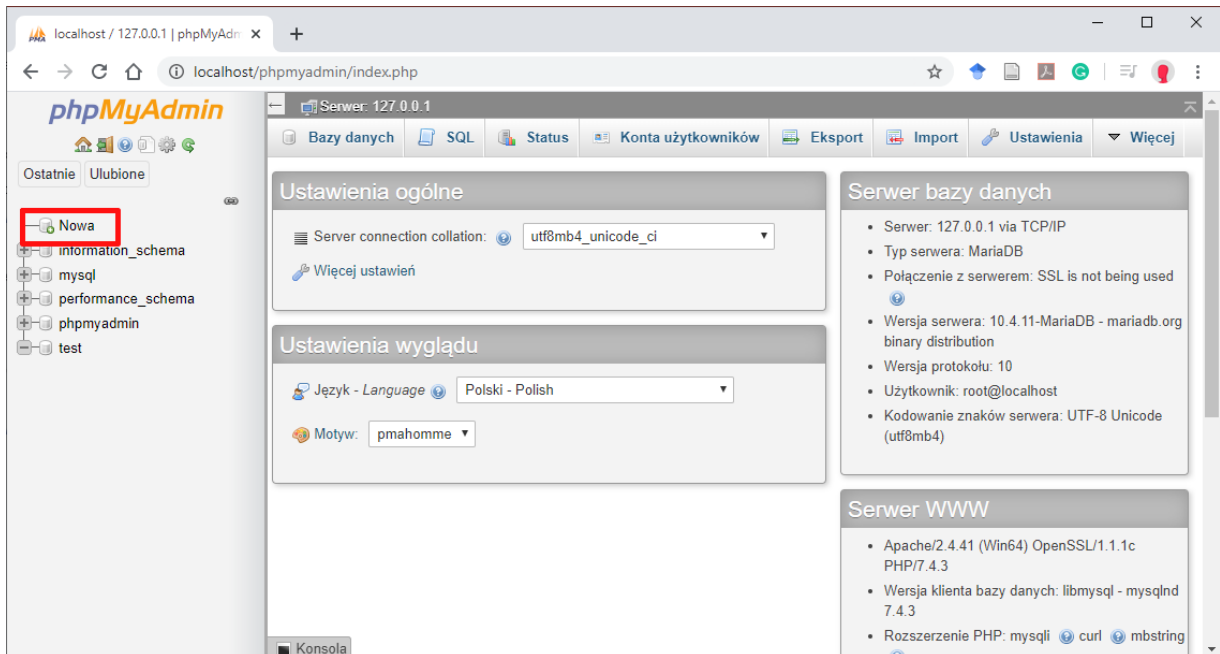 localhost / 127.0.0.1 | phpMyAdm
localhost/phpmyadmin/index.php
phpMyAdmin
Ostatnie Ulubione
Nowa
information_schema
mysql
performance_schema
phpmyadmin
test
Serwer: 127.0.0.1
Bazy danych SQL Status Konta użytkowników Eksport Import Ustawienia Więcej
Ustawienia ogólne
Server connection collation: utf8mb4_unicode_ci
Więcej ustawień
Ustawienia wyglądu
Język - Language Polski - Polish
Motyw: pmahomme
Konsola
Serwer bazy danych
Serwer: 127.0.0.1 via TCP/IP
Typ serwera: MariaDB
Połączenie z serwerem: SSL is not being used
Wersja serwera: 10.4.11-MariaDB - mariadb.org
binary distribution
Wersja protokołu: 10
Użytkownik: root@localhost
Kodowanie znaków serwera: UTF-8 Unicode
(utf8mb4)
Serwer WWW
Apache/2.4.41 (Win64) OpenSSL/1.1.1c
PHP/7.4.3
Wersja klienta bazy danych: libmysql - mysqlnd
7.4.3
Rozszerzenie PHP: mysqli curl mbstring